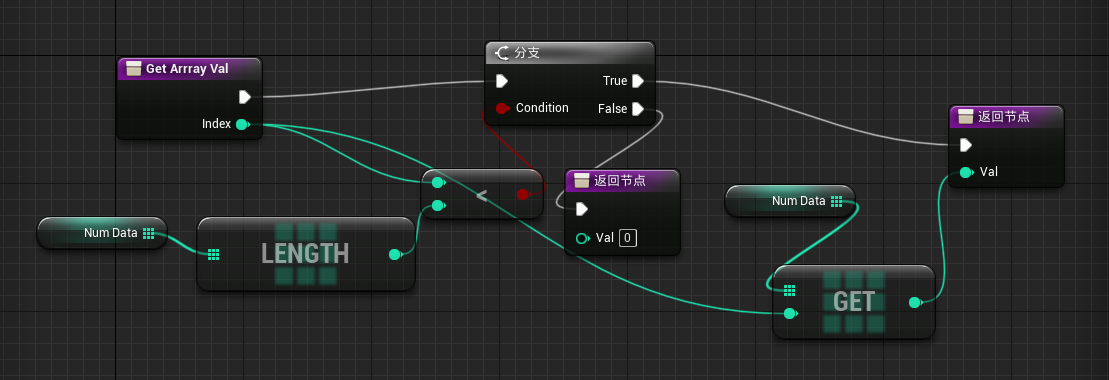 Get Arrray Val
Index
分支
True
Condition
False
<
返回节点
Val 0
Num Data
LENGTH
Num Data
GET
返回节点
Val